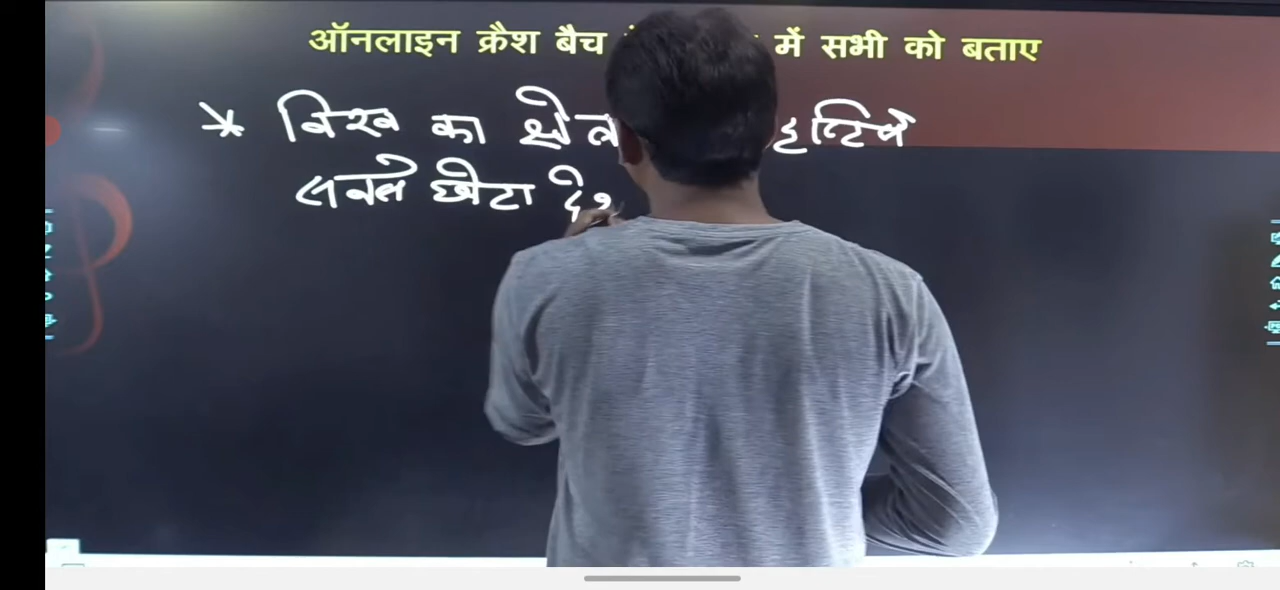 ऑनलाइन क्रैश बैच में सभी को बताए
* विश्व का दृष्टि से
सबसे छोटा